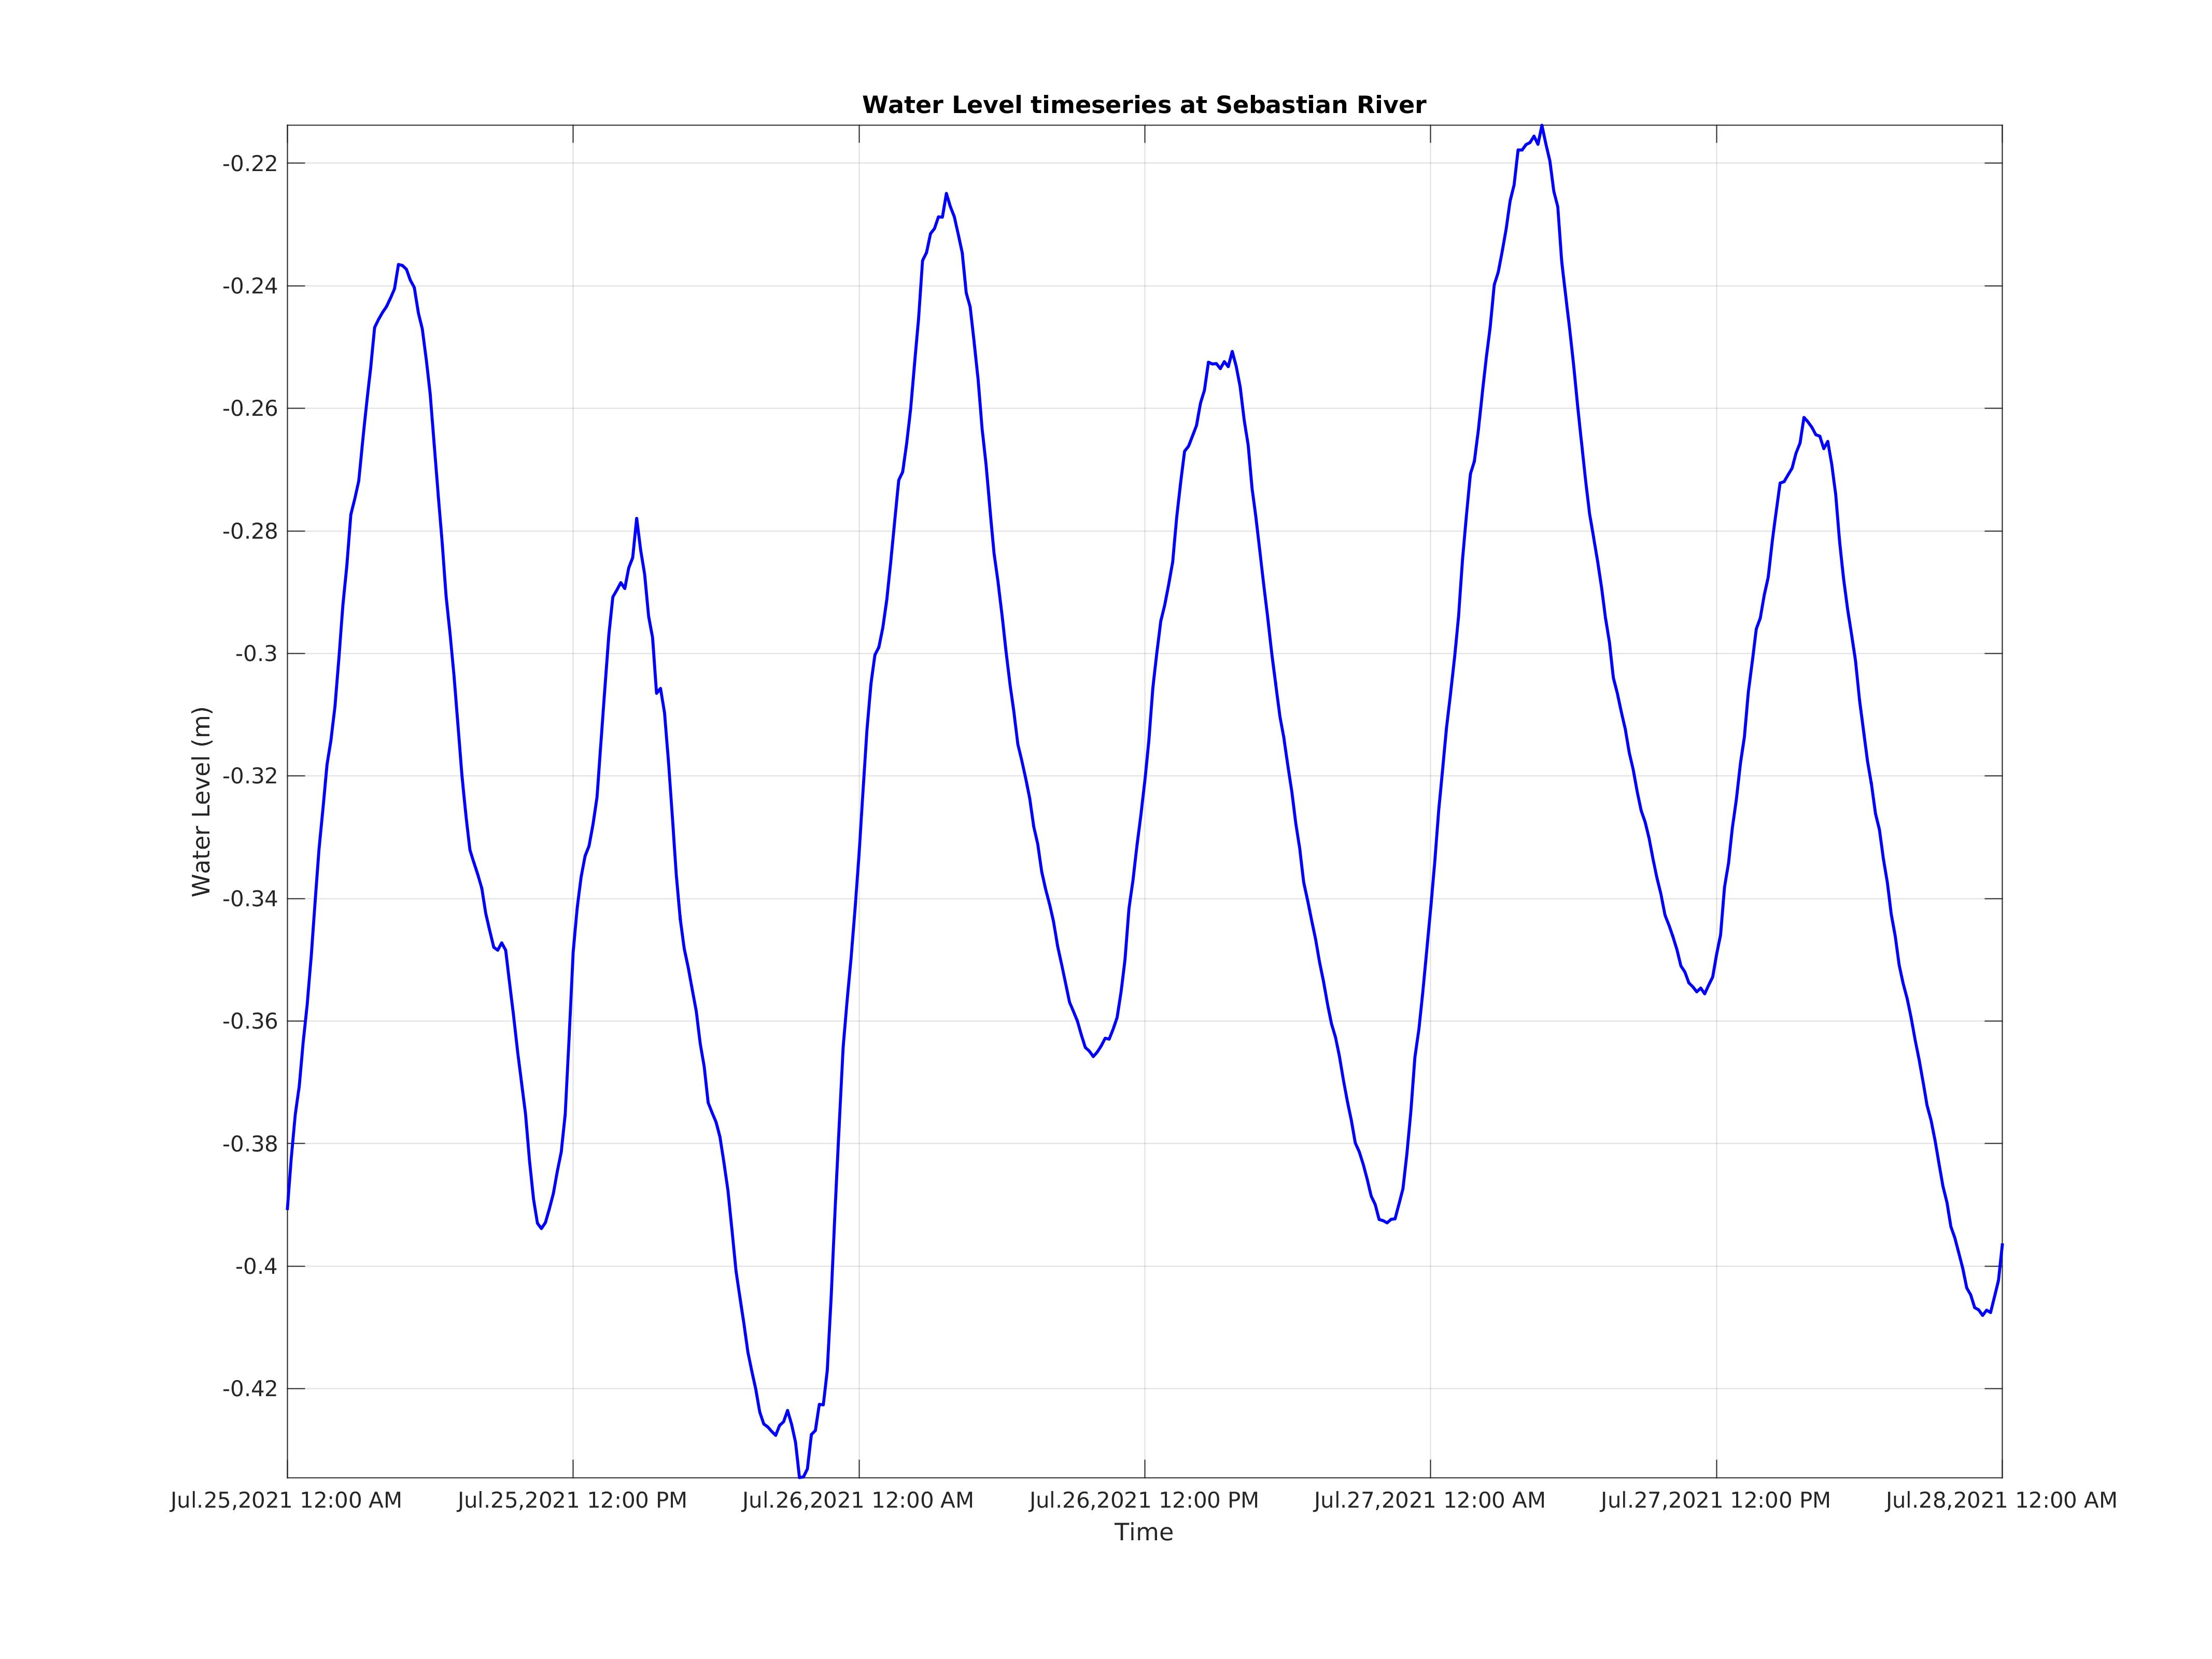 Water Level timeseries at Sebastian River
-0.22
-0.24
-0.26
-0.28
-0.3
-0.32
-0.34
-0.36
-0.38
-0.4
-0.42
Water Level (m)
Jul.25,2021 12:00 AM
Jul.25,2021 12:00 PM
Jul.26,2021 12:00 AM
Jul.26,2021 12:00 PM
Jul.27,2021 12:00 AM
Jul.27,2021 12:00 PM
Jul.28,2021 12:00 AM
Time